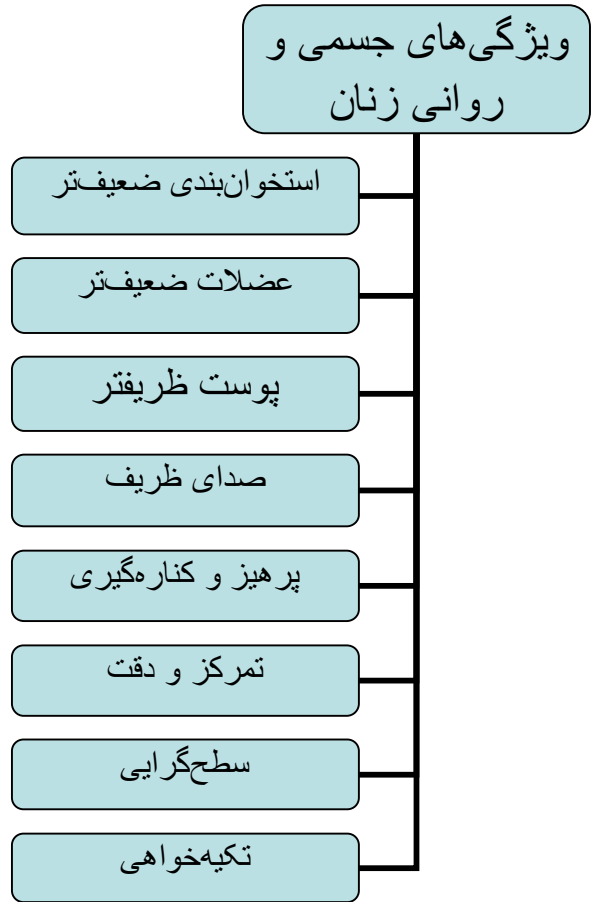 ویژگی‌های جسمی و
روانی زنان
استخوان‌بندی ضعیف‌تر
عضلات ضعیف‌تر
پوست ظریفتر
صدای ظریف
پرهیز و کناره‌گیری
تمرکز و دقت
سطح‌گرایی
تکیه‌خواهی